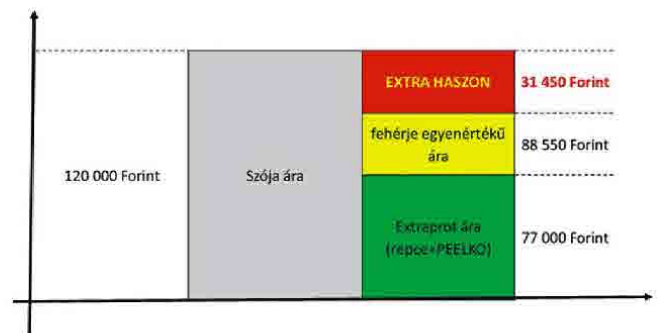 EXTRA HASZON
31 450 Forint
fehérje egyenértékű
ára
88 550 Forint
120 000 Forint
Szója ára
Extraprot ára
(repce+PEELKO)
77 000 Forint